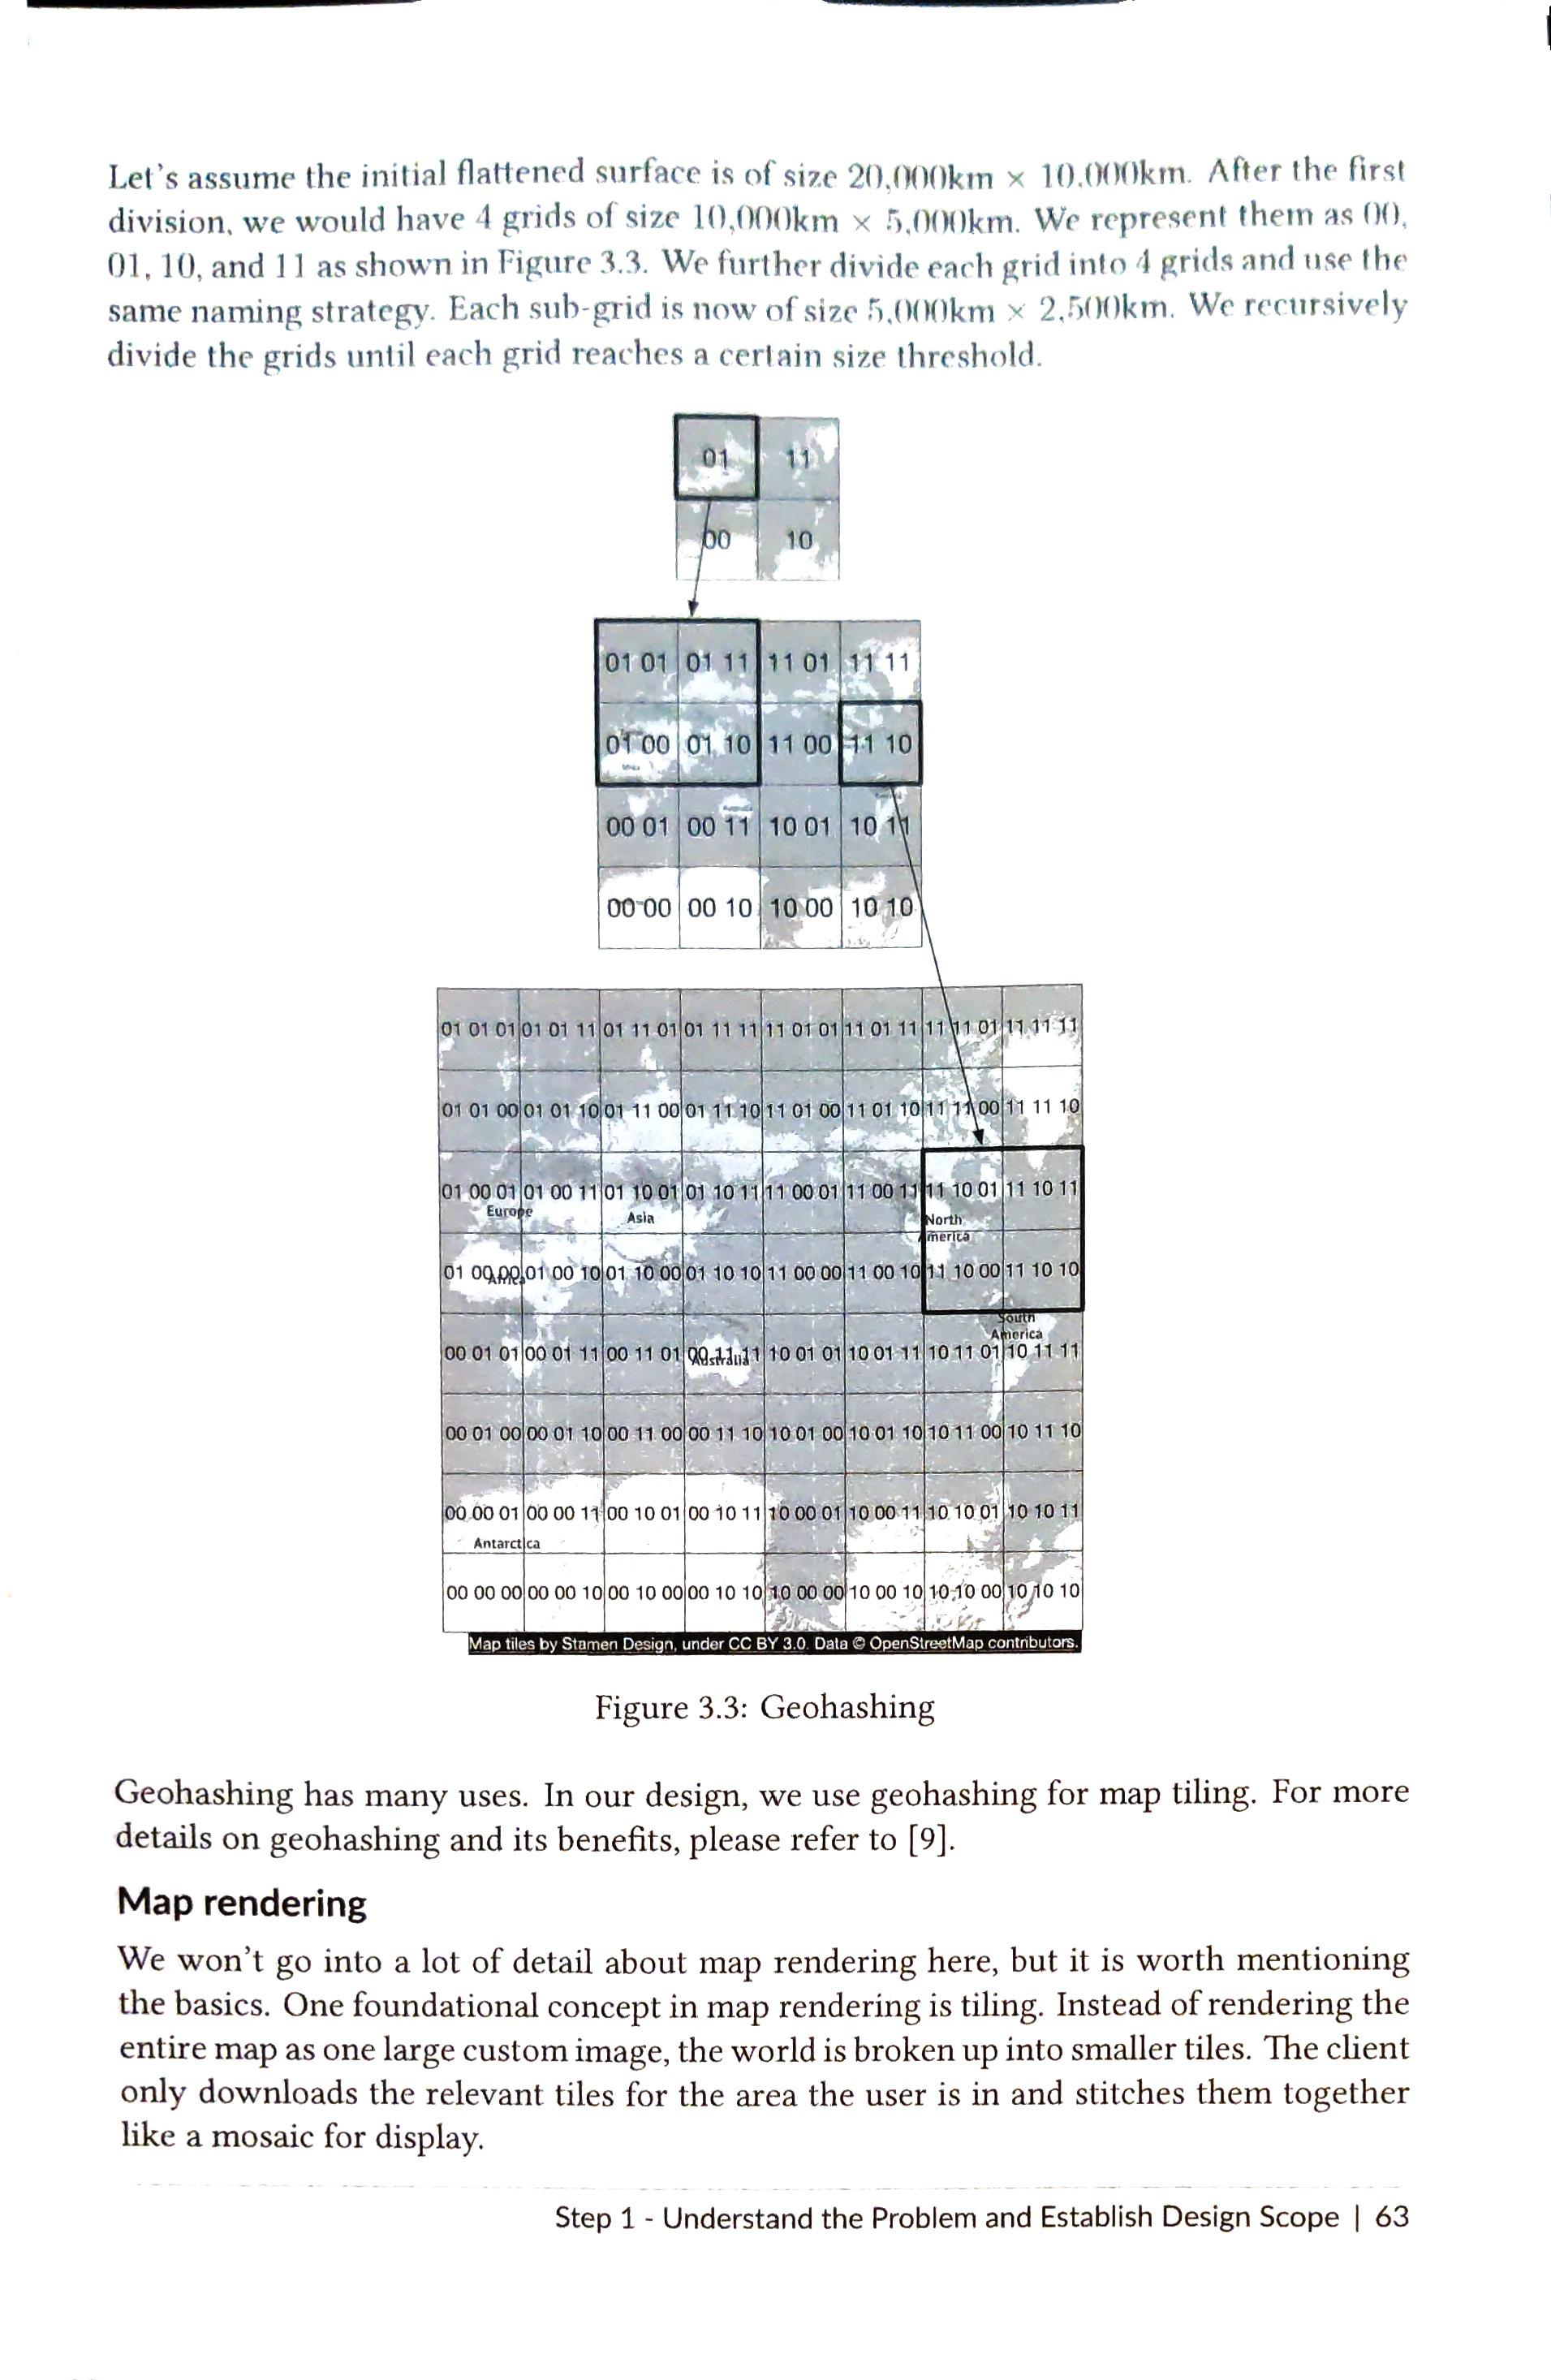 Let's assume the initial flattened surface is of size 20,000km × 10,000km. After the first
division, we would have 4 grids of size 10,000km × 5,000km. We represent them as 00,
01, 10, and 11 as shown in Figure 3.3. We further divide each grid into 4 grids and use the
same naming strategy. Each sub-grid is now of size 5,000km × 2,500km. We recursively
divide the grids until each grid reaches a certain size threshold.
01 11
00 10
01 01 01 11 11 01 11 11
01 00 01 10 11 00 11 10
00 01 00 11 10 01 10 11
00 00 00 10 10 00 10 10
01 01 01 01 01 11 01 11 01 01 11 11 11 01 01 11 01 11 11 11 01 11 11 11
01 01 00 01 01 10 01 11 00 01 11 10 11 01 00 11 01 10 11 11 00 11 11 10
01 00 01 01 00 11 01 10 01 01 10 11 11 00 01 11 00 11 11 10 01 11 10 11
Europe Asia North
America
01 00 00 01 00 10 01 10 00 01 10 10 11 00 00 11 00 10 11 10 00 11 10 10
Africa
South
America
00 01 01 00 01 11 00 11 01 00 11 11 10 01 01 10 01 11 10 11 01 10 11 11
Australia
00 01 00 00 01 10 00 11 00 00 11 10 10 01 00 10 01 10 10 11 00 10 11 10
00 00 01 00 00 11 00 10 01 00 10 11 10 00 01 10 00 11 10 10 01 10 10 11
Antarctica
00 00 00 00 00 10 00 10 00 00 10 10 10 00 00 10 00 10 10 10 00 10 10 10
Map tiles by Stamen Design, under CC BY 3.0. Data © OpenStreetMap contributors.
Figure 3.3: Geohashing
Geohashing has many uses. In our design, we use geohashing for map tiling. For more
details on geohashing and its benefits, please refer to [9].
Map rendering
We won't go into a lot of detail about map rendering here, but it is worth mentioning
the basics. One foundational concept in map rendering is tiling. Instead of rendering the
entire map as one large custom image, the world is broken up into smaller tiles. The client
only downloads the relevant tiles for the area the user is in and stitches them together
like a mosaic for display.
Step 1 - Understand the Problem and Establish Design Scope | 63